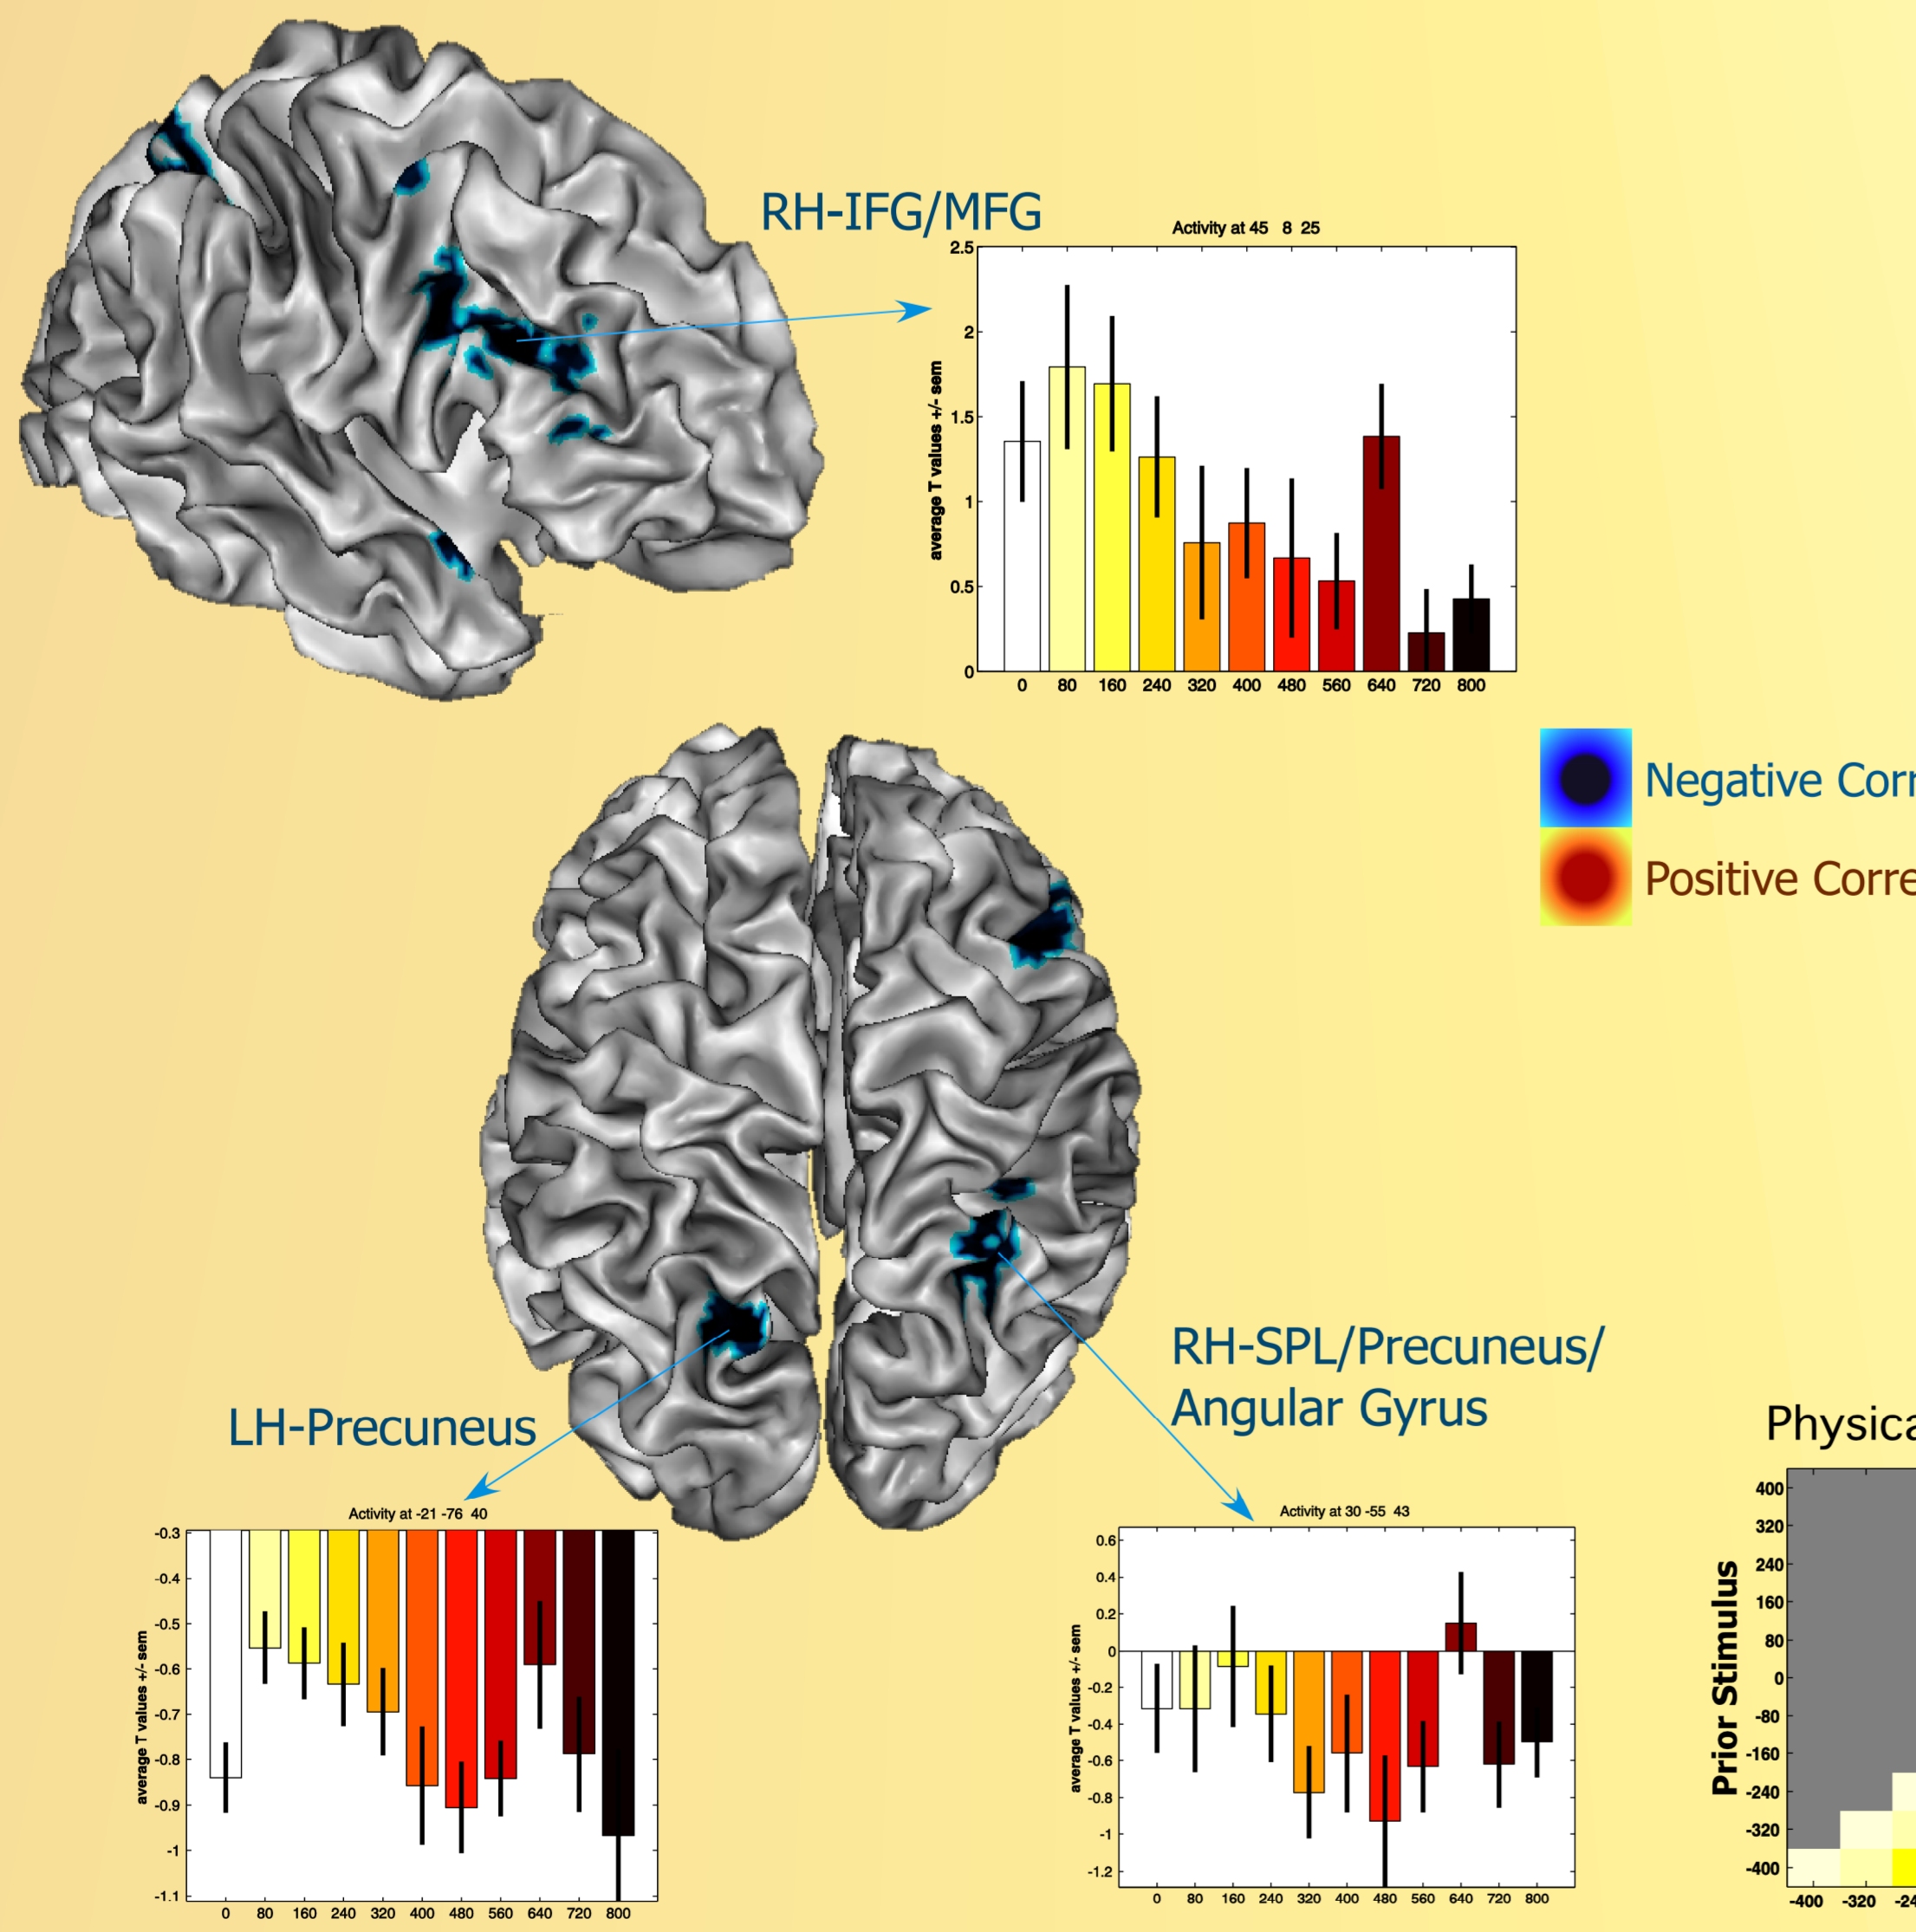 RH-IFG/MFG
Activity at 45 8 25
average T values +/- sem
2.5
2
1.5
1
0.5
0
0 80 160 240 320 400 480 560 640 720 800
Negative
Positive
LH-Precuneus
RH-SPL/Precuneus/
Angular Gyrus
Activity at -21 -76 40
average T values +/- sem
-0.3
-0.4
-0.5
-0.6
-0.7
-0.8
-0.9
-1
-1.1
0 80 160 240 320 400 480 560 640 720 800
Activity at 30 -55 43
average T values +/- sem
0.6
0.4
0.2
0
-0.2
-0.4
-0.6
-0.8
-1
-1.2
0 80 160 240 320 400 480 560 640 720 800
Prior Stimulus
400
320
240
160
80
0
-80
-160
-240
-320
-400
-400 -320